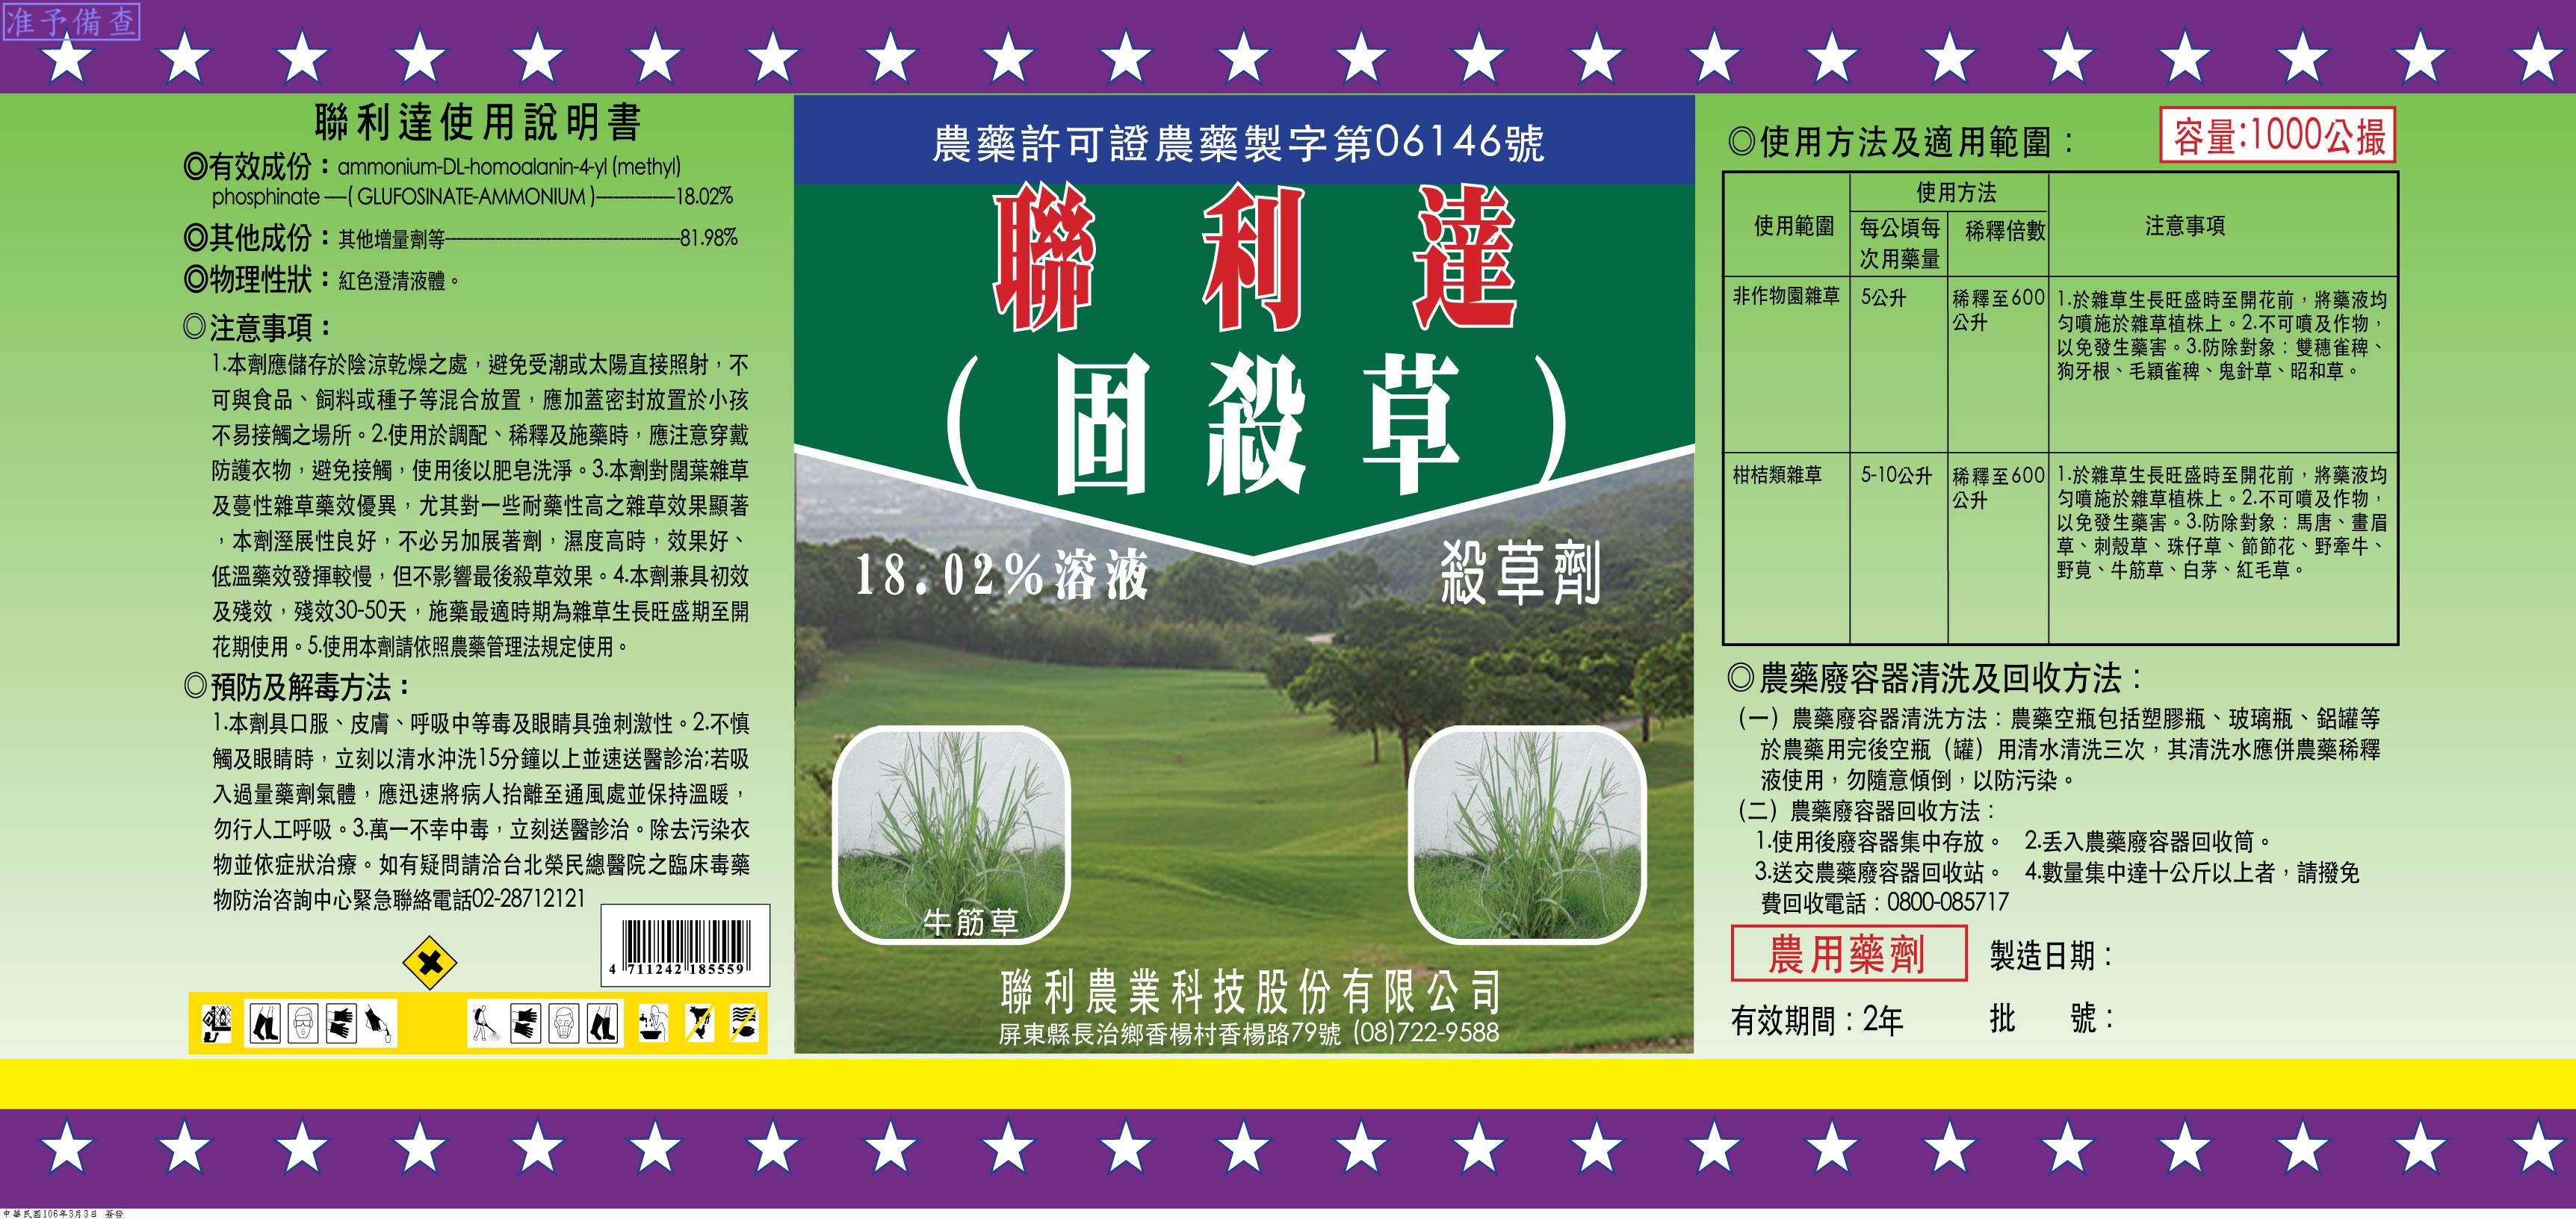 准予備查
聯利達使用說明書
◎有效成份：ammonium-DL-homoalanin-4-yl (methyl)
phosphinate —( GLUFOSINATE-AMMONIUM )————18.02%
◎其他成份：其他增量劑等————————————81.98%
◎物理性狀：紅色澄清液體。
◎注意事項：
1.本劑應儲存於陰涼乾燥之處，避免受潮或太陽直接照射，不
可與食品、飼料或種子等混合放置，應加蓋密封放置於小孩
不易接觸之場所。2.使用於調配、稀釋及施藥時，應注意穿戴
防護衣物，避免接觸，使用後以肥皂洗淨。3.本劑對闊葉雜草
及蔓性雜草藥效優異，尤其對一些耐藥性高之雜草效果顯著
，本劑溼展性良好，不必另加展著劑，濕度高時，效果好、
低溫藥效發揮較慢，但不影響最後殺草效果。4.本劑兼具初效
及殘效，殘效30-50天，施藥最適時期為雜草生長旺盛期至開
花期使用。5.使用本劑請依照農藥管理法規定使用。
◎預防及解毒方法：
1.本劑具口服、皮膚、呼吸中等毒及眼睛具強刺激性。2.不慎
觸及眼睛時，立刻以清水沖洗15分鐘以上並速送醫診治;若吸
入過量藥劑氣體，應迅速將病人抬離至通風處並保持溫暖，
勿行人工呼吸。3.萬一不幸中毒，立刻送醫診治。除去污染衣
物並依症狀治療。如有疑問請洽台北榮民總醫院之臨床毒藥
物防治咨詢中心緊急聯絡電話02-28712121
4 711242 185559
農藥許可證農藥製字第06146號
聯利達
(固殺草)
18.02%溶液
殺草劑
牛筋草
聯利農業科技股份有限公司
屏東縣長治鄉香楊村香楊路79號 (08)722-9588
◎使用方法及適用範圍：
容量:1000公撮
使用範圍
使用方法
每公頃每
次用藥量
稀釋倍數
注意事項
非作物園雜草
5公升
稀釋至600
公升
1.於雜草生長旺盛時至開花前，將藥液均
勻噴施於雜草植株上。2.不可噴及作物，
以免發生藥害。3.防除對象：雙穗雀稗、
狗牙根、毛穎雀稗、鬼針草、昭和草。
柑桔類雜草
5-10公升
稀釋至600
公升
1.於雜草生長旺盛時至開花前，將藥液均
勻噴施於雜草植株上。2.不可噴及作物，
以免發生藥害。3.防除對象：馬唐、畫眉
草、刺殼草、珠仔草、節節花、野牽牛、
野莧、牛筋草、白茅、紅毛草。
◎農藥廢容器清洗及回收方法：
(一) 農藥廢容器清洗方法：農藥空瓶包括塑膠瓶、玻璃瓶、鋁罐等
於農藥用完後空瓶（罐）用清水清洗三次，其清洗水應併農藥稀釋
液使用，勿隨意傾倒，以防污染。
(二) 農藥廢容器回收方法：
1.使用後廢容器集中存放。 2.丟入農藥廢容器回收筒。
3.送交農藥廢容器回收站。 4.數量集中達十公斤以上者，請撥免
費回收電話：0800-085717
農用藥劑
製造日期：
有效期間：2年
批 號：
中華民國106年3月3日 簽發